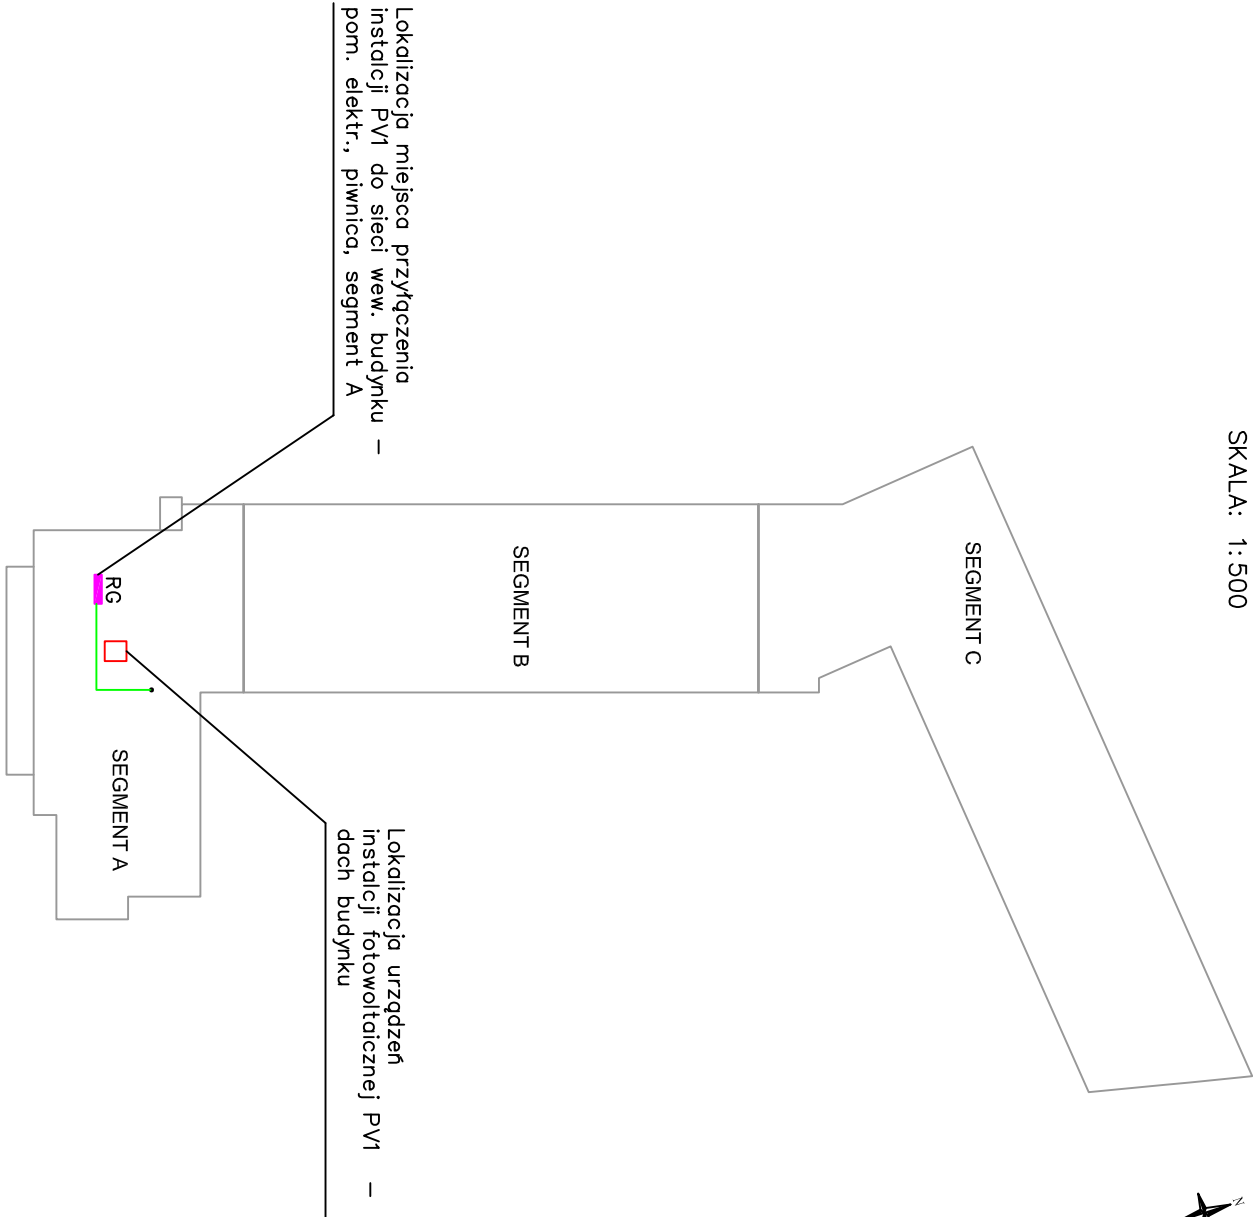 SKALA: 1:500
Lokalizacja miejsca przyłączenia
instalcji PV1 do sieci wew. budynku –
pom. elektr., piwnica, segment A
SEGMENT C
SEGMENT B
RG
SEGMENT A
Lokalizacja urządzeń
instalcji fotowoltaicznej PV1 –
dach budynku
N